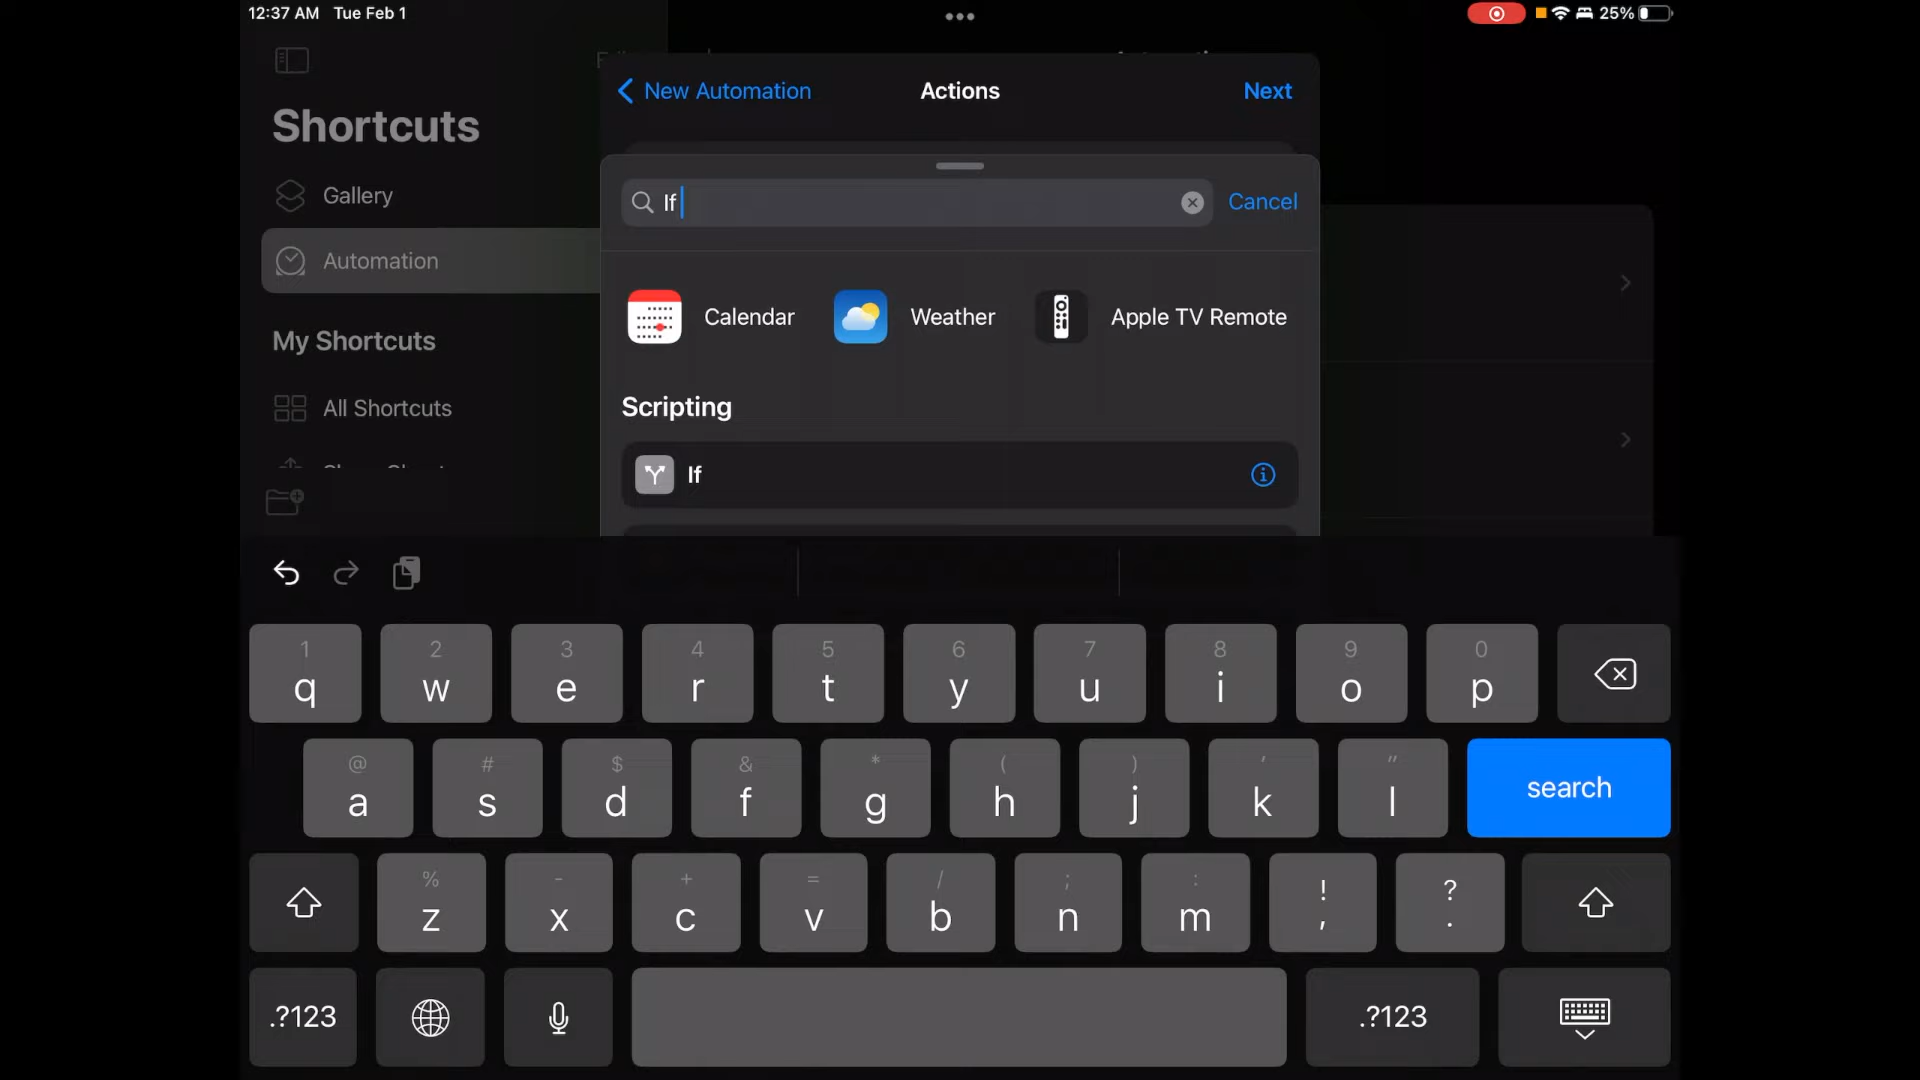 12:37 AM Tue Feb 1
25%
Shortcuts
Gallery
Automation
My Shortcuts
All Shortcuts
New Automation
Actions
Next
If
Cancel
Calendar
Weather
Apple TV Remote
Scripting
If
1 2 3 4 5 6 7 8 9 0
q w e r t y u i o p
@ # $ & * ( ) ' "
a s d f g h j k l
search
% - + = / ; : ! ?
z x c v b n m , .
.?123
.?123